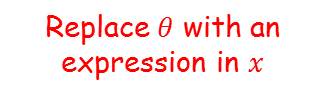 Replace θ with an
expression in x